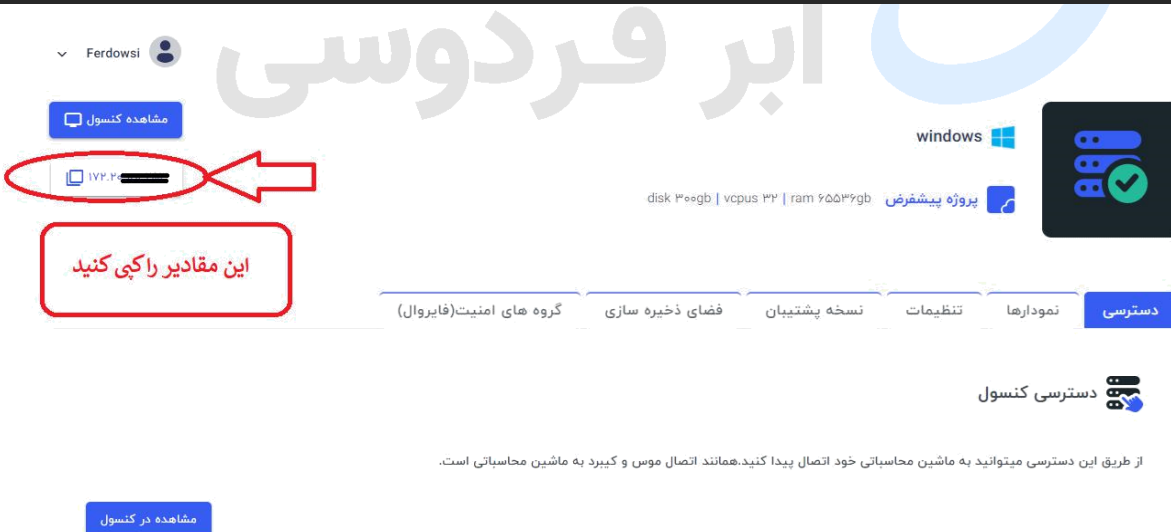 ابر فردوسی
Ferdowsi
مشاهده کنسول
windows
۱۷۲.۲۰
پروژه پیشفرض disk ۳۰۰gb | vcpus ۳۲ | ram ۶۵۵۳۶gb
این مقادیر را کپی کنید
دسترسی نمودارها تنظیمات نسخه پشتیبان فضای ذخیره سازی گروه های امنیت(فایروال)
دسترسی کنسول
از طریق این دسترسی میتوانید به ماشین محاسباتی خود اتصال پیدا کنید.همانند اتصال موس و کیبرد به ماشین محاسباتی است.
مشاهده در کنسول